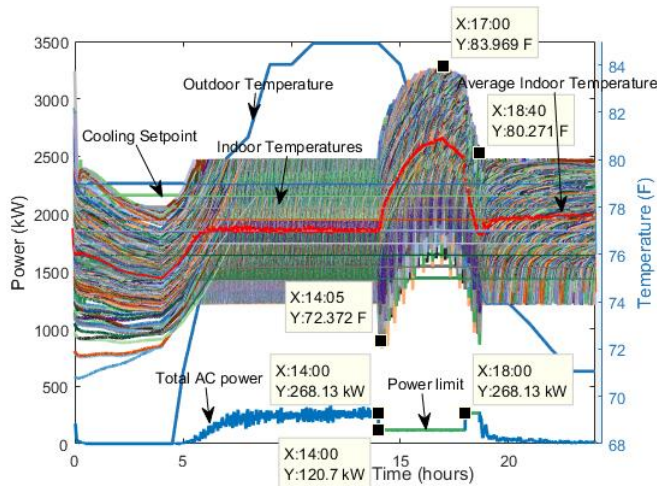 X:17:00
Y:83.969 F
Outdoor Temperature
Average Indoor Temperature
X:18:40
Y:80.271 F
Cooling Setpoint
Indoor Temperatures
X:14:05
Y:72.372 F
Total AC power
X:14:00
Y:268.13 kW
Power limit
X:18:00
Y:268.13 kW
X:14:00
Y:120.7 kW
Power (kW)
3500
3000
2500
2000
1500
1000
500
0
Temperature (F)
84
82
80
78
76
74
72
70
68
0
5
10
15
20
Time (hours)